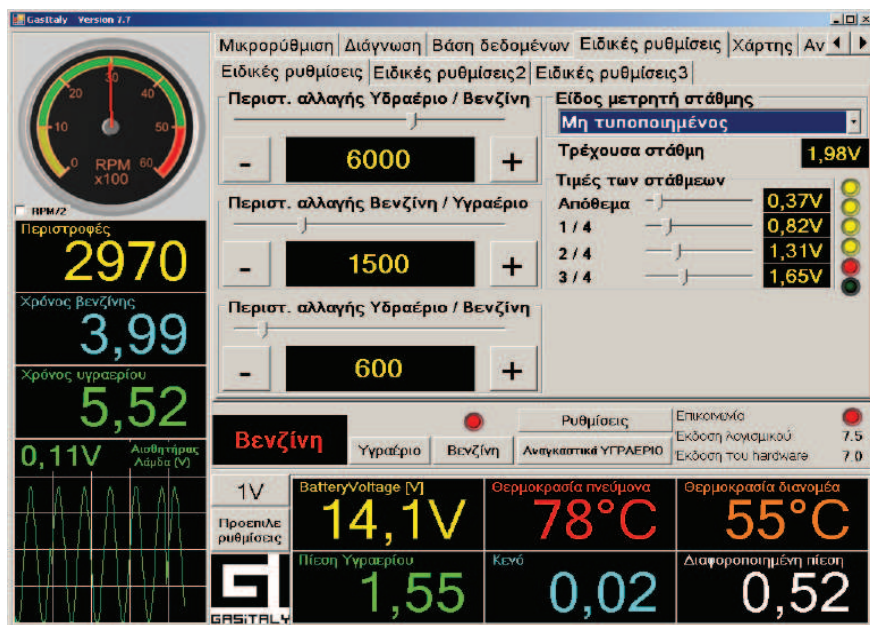 GasItaly Version 7.7
Μικρορύθμιση Διάγνωση Βάση δεδομένων Ειδικές ρυθμίσεις Χάρτης Αν
Ειδικές ρυθμίσεις Ειδικές ρυθμίσεις2 Ειδικές ρυθμίσεις3
0 10 20 30 40 50 60
RPM
x100
RPM/2
Περιστροφές
2970
Χρόνος βενζίνης
3,99
Χρόνος υγραερίου
5,52
0,11V
Αισθητήρας
Λάμδα (V)
Περιστ. αλλαγής Υδραέριο / Βενζίνη
- 6000 +
Περιστ. αλλαγής Βενζίνη / Υγραέριο
- 1500 +
Περιστ. αλλαγής Υδραέριο / Βενζίνη
- 600 +
Είδος μετρητή στάθμης
Μη τυποποιημένος
Τρέχουσα στάθμη 1,98V
Τιμές των στάθμεων
Απόθεμα 0,37V
1 / 4 0,82V
2 / 4 1,31V
3 / 4 1,65V
Βενζίνη
Υγραέριο Βενζίνη
Ρυθμίσεις
Αναγκαστικά ΥΓΡΑΕΡΙΟ
Επικοινωνία
Έκδοση λογισμικού 7.5
Έκδοση του hardware 7.0
1V
Προεπιλε
ρυθμίσεις
GASITALY
BatteryVoltage [V]
14,1V
Θερμοκρασία πνεύμονα
78°C
Θερμοκρασία διανομέα
55°C
Πίεση Υγραερίου
1,55
Κενό
0,02
Διαφοροποιημένη πίεση
0,52